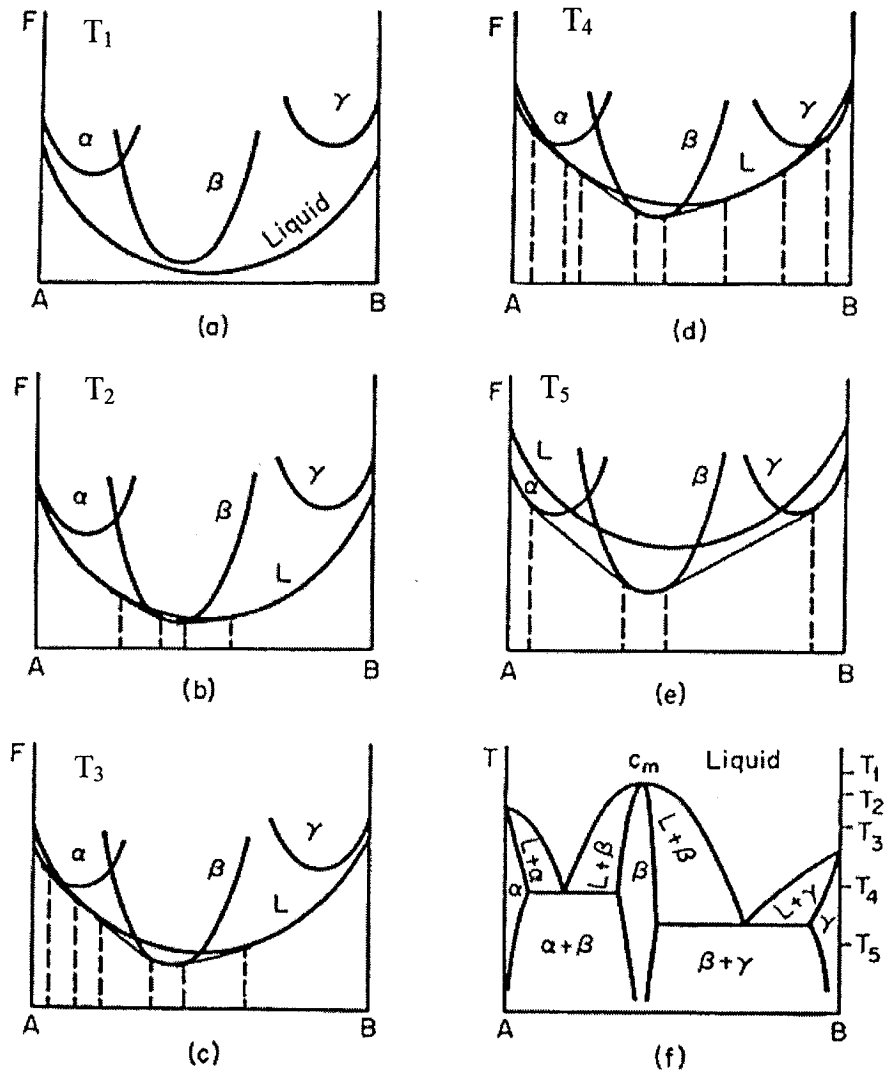 F T₁
α
γ
β
Liquid
A B
(a)
F T₂
α
γ
β
L
A B
(b)
F T₃
α
γ
β
L
A B
(c)
F T₄
α
γ
β
L
A B
(d)
F T₅
L
α
β
γ
A B
(e)
T cₘ Liquid T₁
T₂
T₃
L+α L+β β L+β L+γ
α γ T₄
α+β β+γ T₅
A B
(f)